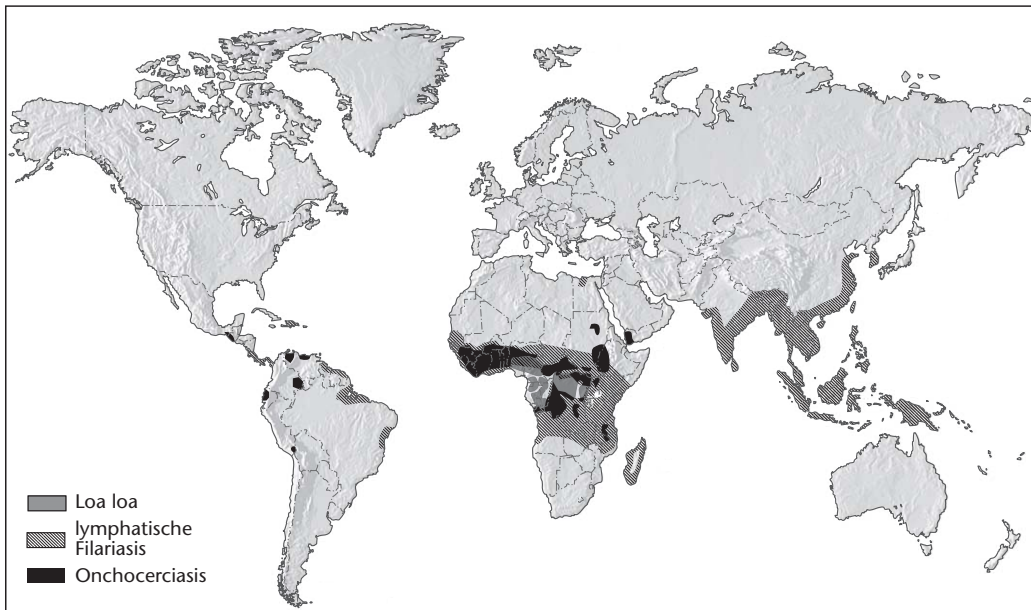 Loa loa
lymphatische
Filariasis
Onchocerciasis